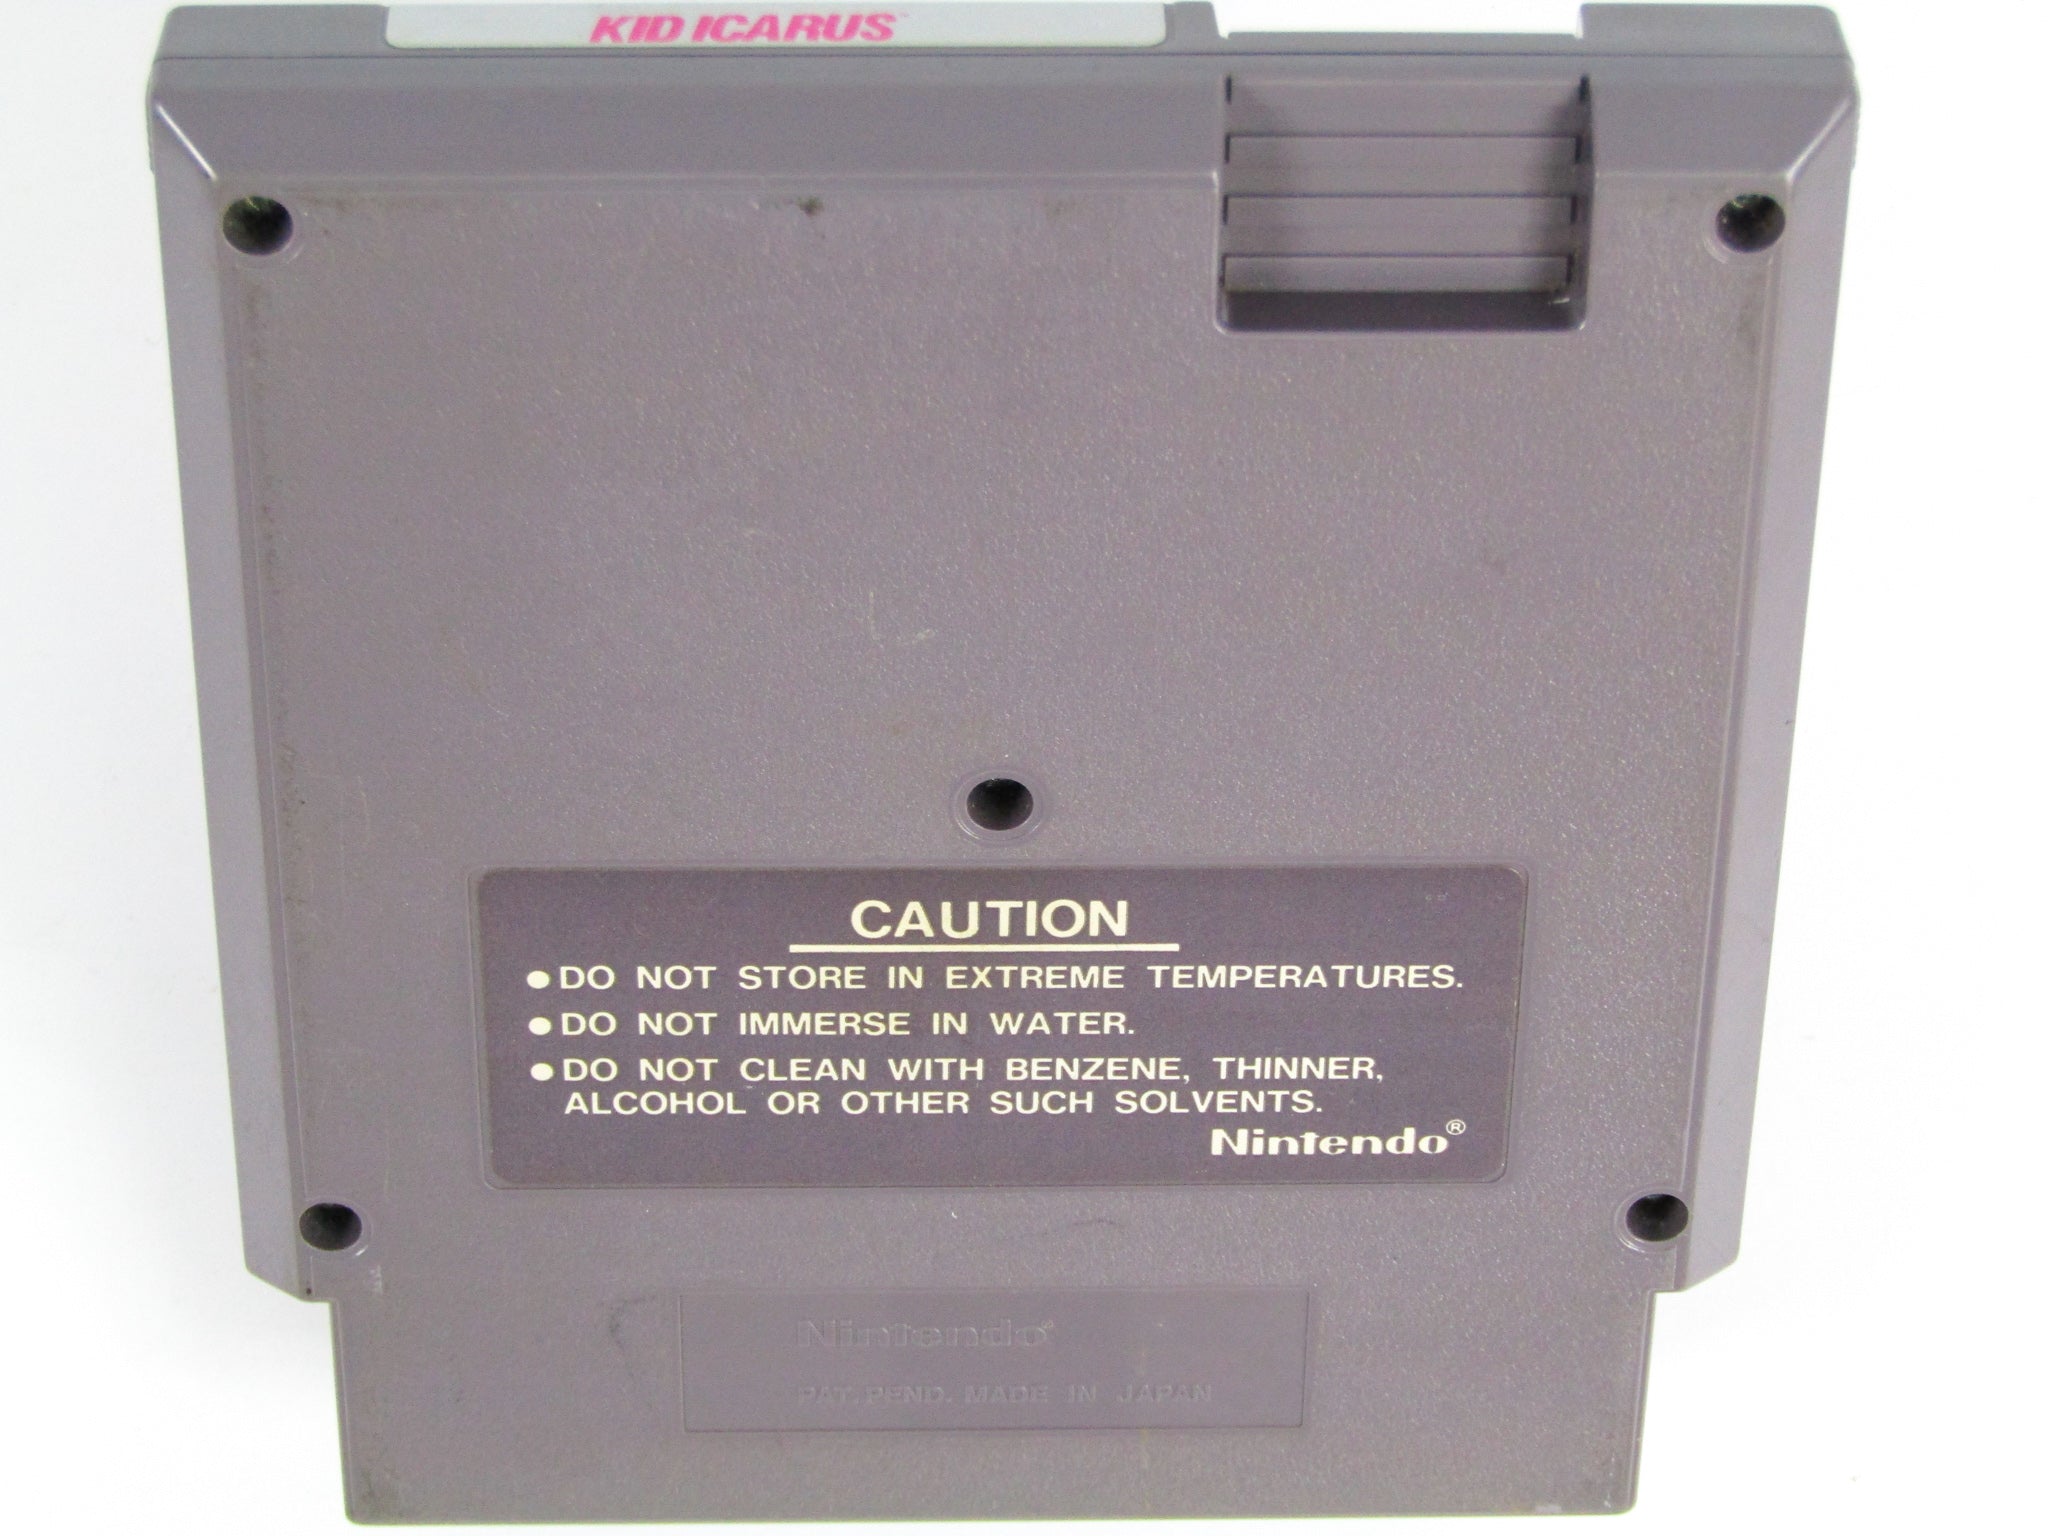 KID ICARUS™
CAUTION
●DO NOT STORE IN EXTREME TEMPERATURES.
●DO NOT IMMERSE IN WATER.
●DO NOT CLEAN WITH BENZENE, THINNER,
ALCOHOL OR OTHER SUCH SOLVENTS.
Nintendo®
Nintendo®
PAT. PEND. MADE IN JAPAN